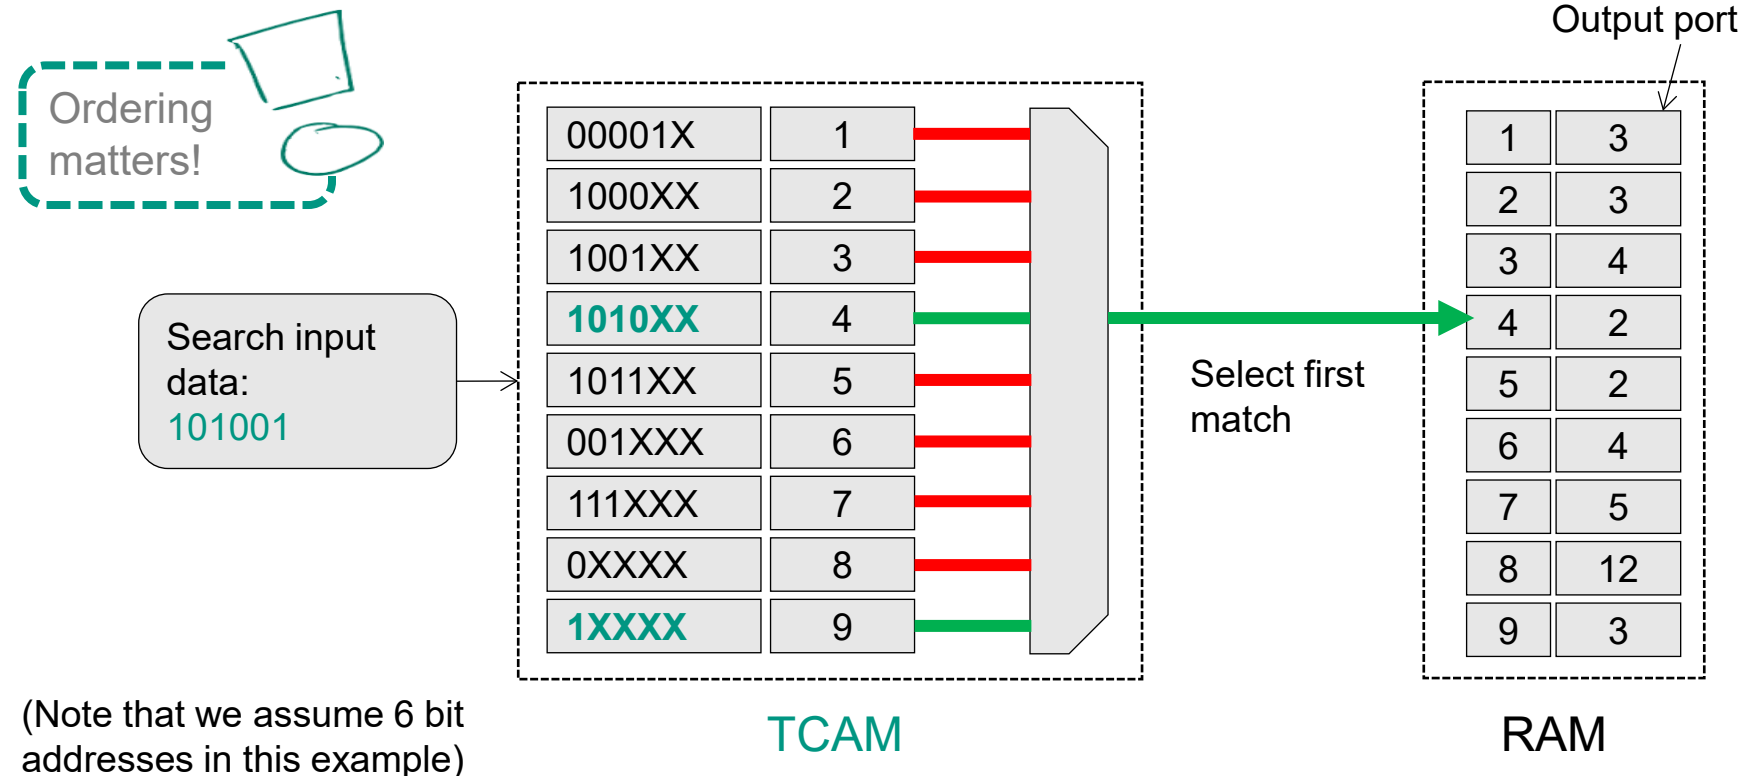 Output port
Ordering
matters!
00001X 1
1000XX 2
1001XX 3
1010XX 4
1011XX 5
001XXX 6
111XXX 7
0XXXX 8
1XXXX 9
Search input
data:
101001
Select first
match
1 3
2 3
3 4
4 2
5 2
6 4
7 5
8 12
9 3
(Note that we assume 6 bit
addresses in this example)
TCAM
RAM